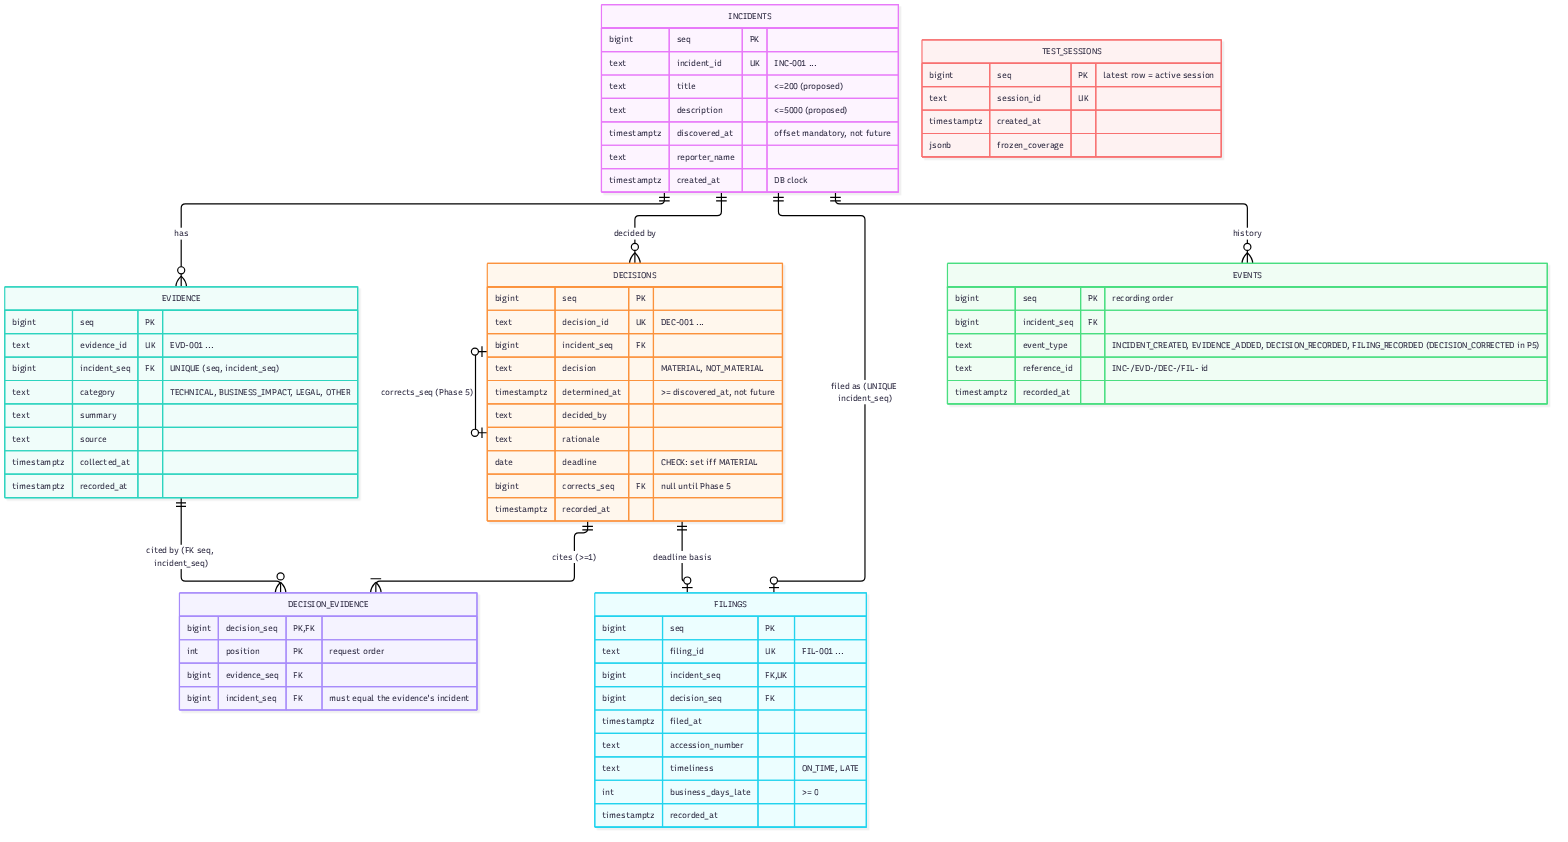 INCIDENTS
bigint seq PK
text incident_id UK INC-001 ...
text title <=200 (proposed)
text description <=5000 (proposed)
timestamptz discovered_at offset mandatory, not future
text reporter_name
timestamptz created_at DB clock
TEST_SESSIONS
bigint seq PK latest row = active session
text session_id UK
timestamptz created_at
jsonb frozen_coverage
has
decided by
filed as (UNIQUE
incident_seq)
history
EVIDENCE
bigint seq PK
text evidence_id UK EVD-001 ...
bigint incident_seq FK UNIQUE (seq, incident_seq)
text category TECHNICAL, BUSINESS_IMPACT, LEGAL, OTHER
text summary
text source
timestamptz collected_at
timestamptz recorded_at
corrects_seq (Phase 5)
DECISIONS
bigint seq PK
text decision_id UK DEC-001 ...
bigint incident_seq FK
text decision MATERIAL, NOT_MATERIAL
timestamptz determined_at >= discovered_at, not future
text decided_by
text rationale
date deadline CHECK: set iff MATERIAL
bigint corrects_seq FK null until Phase 5
timestamptz recorded_at
EVENTS
bigint seq PK recording order
bigint incident_seq FK
text event_type INCIDENT_CREATED, EVIDENCE_ADDED, DECISION_RECORDED, FILING_RECORDED (DECISION_CORRECTED in P5)
text reference_id INC-/EVD-/DEC-/FIL- id
timestamptz recorded_at
cited by (FK seq,
incident_seq)
cites (>=1)
deadline basis
DECISION_EVIDENCE
bigint decision_seq PK,FK
int position PK request order
bigint evidence_seq FK
bigint incident_seq FK must equal the evidence's incident
FILINGS
bigint seq PK
text filing_id UK FIL-001 ...
bigint incident_seq FK,UK
bigint decision_seq FK
timestamptz filed_at
text accession_number
text timeliness ON_TIME, LATE
int business_days_late >= 0
timestamptz recorded_at